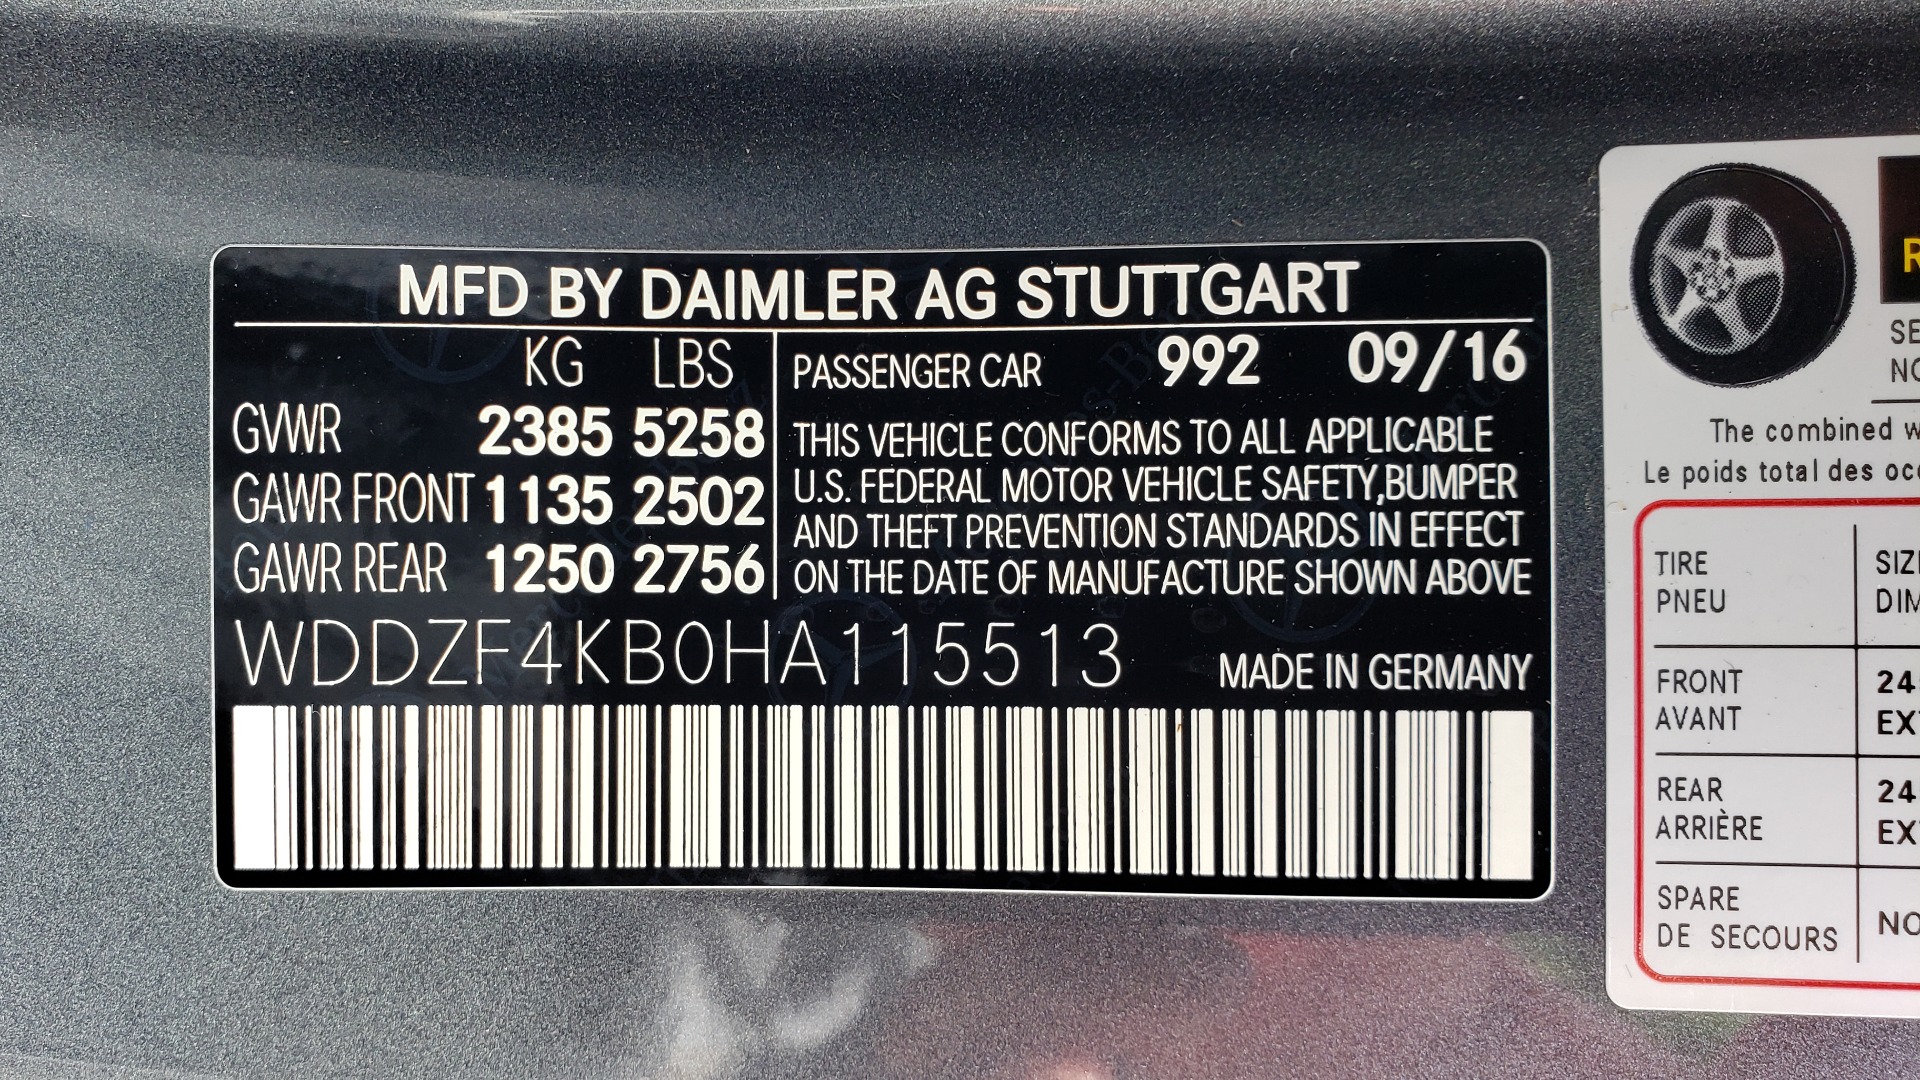 MFD BY DAIMLER AG STUTTGART
KG LBS
GVWR 2385 5258
GAWR FRONT 1135 2502
GAWR REAR 1250 2756
PASSENGER CAR 992 09/16
THIS VEHICLE CONFORMS TO ALL APPLICABLE
U.S. FEDERAL MOTOR VEHICLE SAFETY,BUMPER
AND THEFT PREVENTION STANDARDS IN EFFECT
ON THE DATE OF MANUFACTURE SHOWN ABOVE
WDDZF4KB0HA115513
MADE IN GERMANY
The combined
Le poids total des
TIRE
PNEU
FRONT
AVANT
REAR
ARRIÈRE
SPARE
DE SECOURS